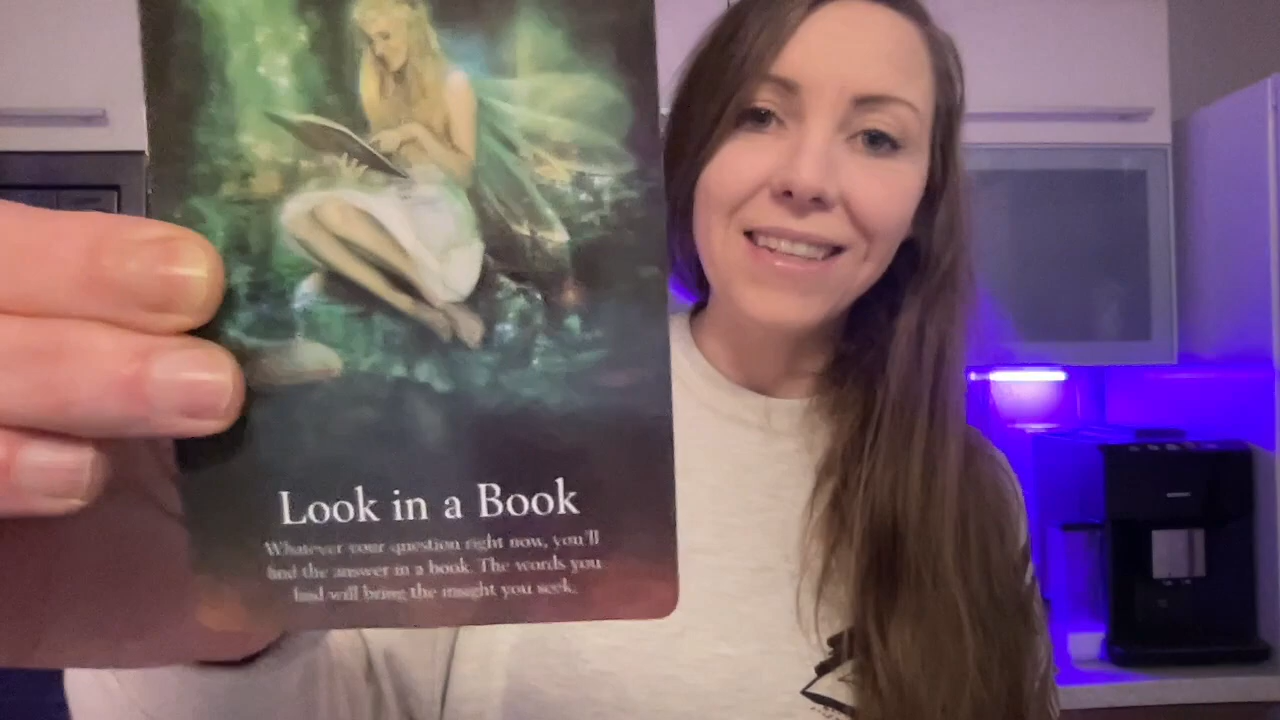 Look in a Book
Whatever your question right now, you'll
find the answer in a book. The words you
find will bring the insight you seek.